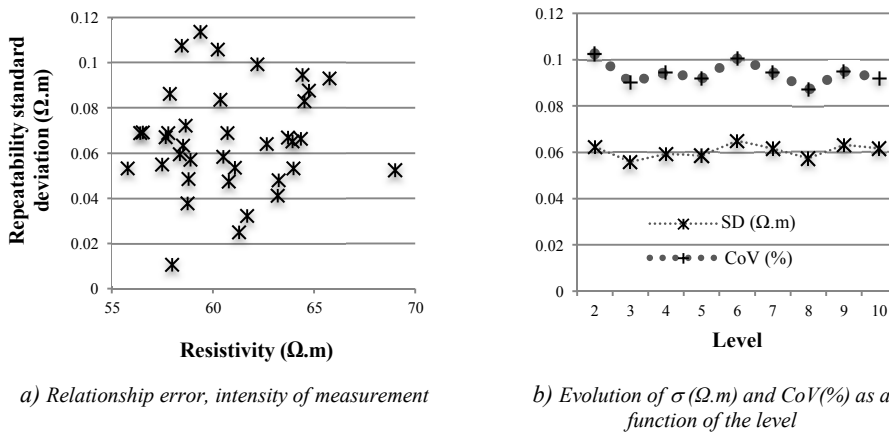 Repeatability standard
deviation (Ω.m)
0.12
0.1
0.08
0.06
0.04
0.02
0
55 60 65 70
Resistivity (Ω.m)
a) Relationship error, intensity of measurement
0.12
0.1
0.08
0.06
0.04
0.02
0
SD (Ω.m)
CoV (%)
2 3 4 5 6 7 8 9 10
Level
b) Evolution of σ (Ω.m) and CoV(%) as a
function of the level